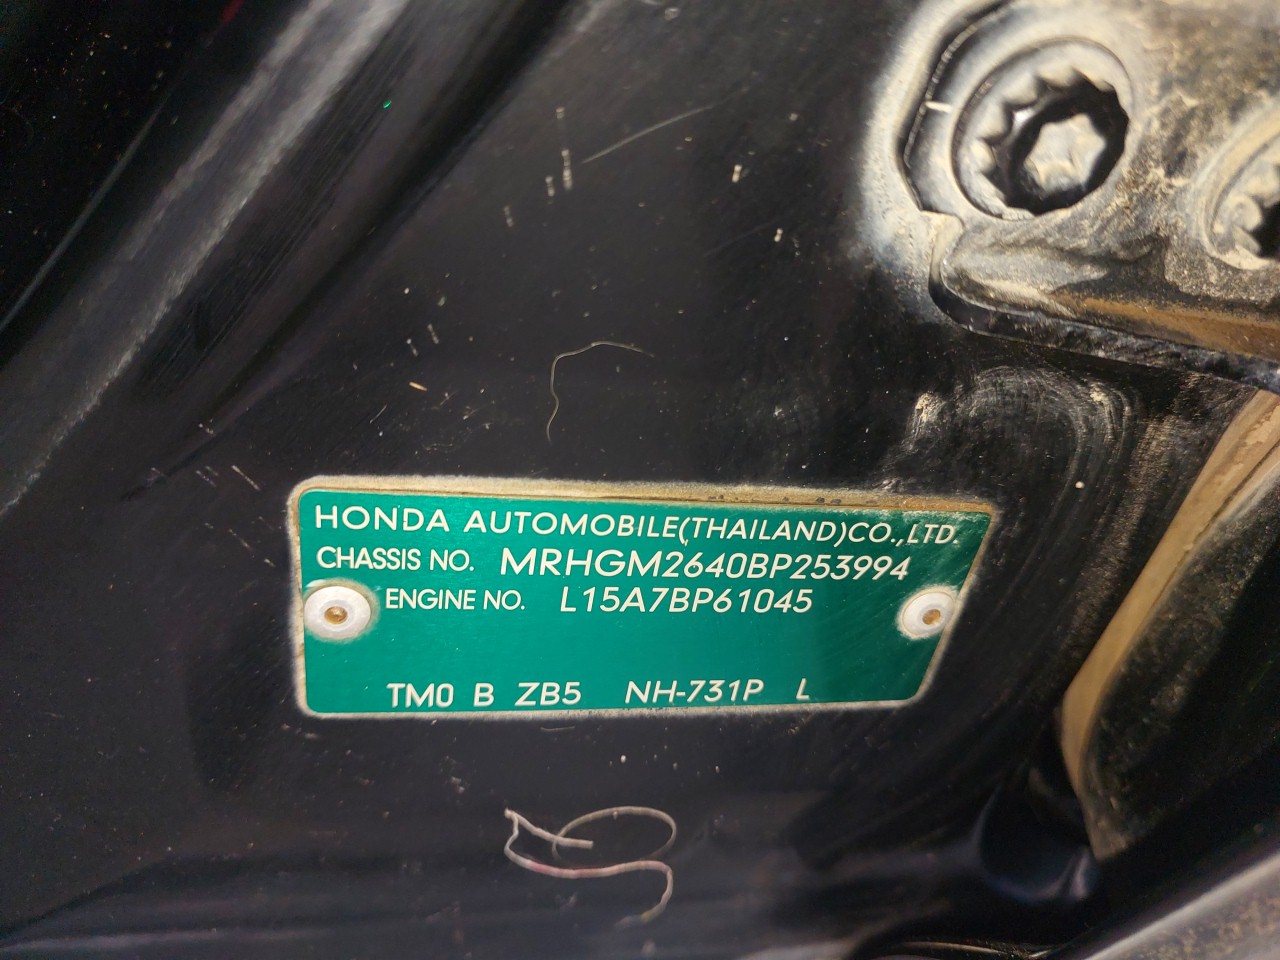 HONDA AUTOMOBILE(THAILAND)CO.,LTD.
CHASSIS NO. MRHGM2640BP253994
ENGINE NO. L15A7BP61045
TM0 B ZB5 NH-731P L